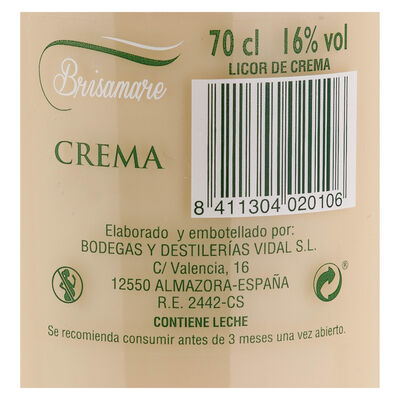 70 cl 16% vol
LICOR DE CREMA
Brisamare
CREMA
8 411304 020106
Elaborado y embotellado por:
BODEGAS Y DESTILERÍAS VIDAL S.L.
C/ Valencia, 16
12550 ALMAZORA-ESPAÑA
R.E. 2442-CS
CONTIENE LECHE
Se recomienda consumir antes de 3 meses una vez abierto.